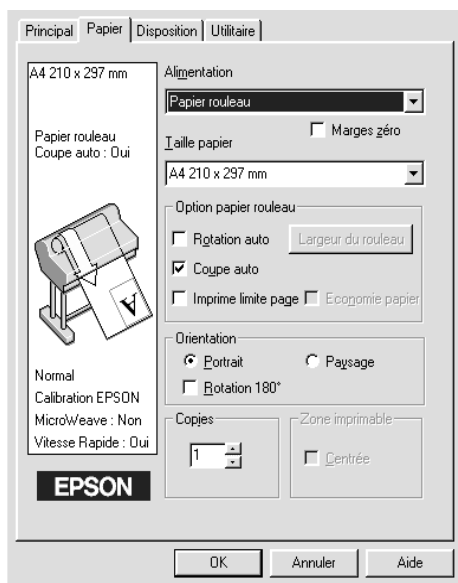 Principal Papier Disposition Utilitaire
A4 210 x 297 mm
Papier rouleau
Coupe auto : Oui
A
Normal
Calibration EPSON
MicroWeave : Non
Vitesse Rapide : Oui
EPSON
Alimentation
Papier rouleau
Marges zéro
Taille papier
A4 210 x 297 mm
Option papier rouleau
Rotation auto Largeur du rouleau
Coupe auto
Imprime limite page Economie papier
Orientation
Portrait Paysage
Rotation 180°
Copies
1
Zone imprimable
Centrée
OK Annuler Aide